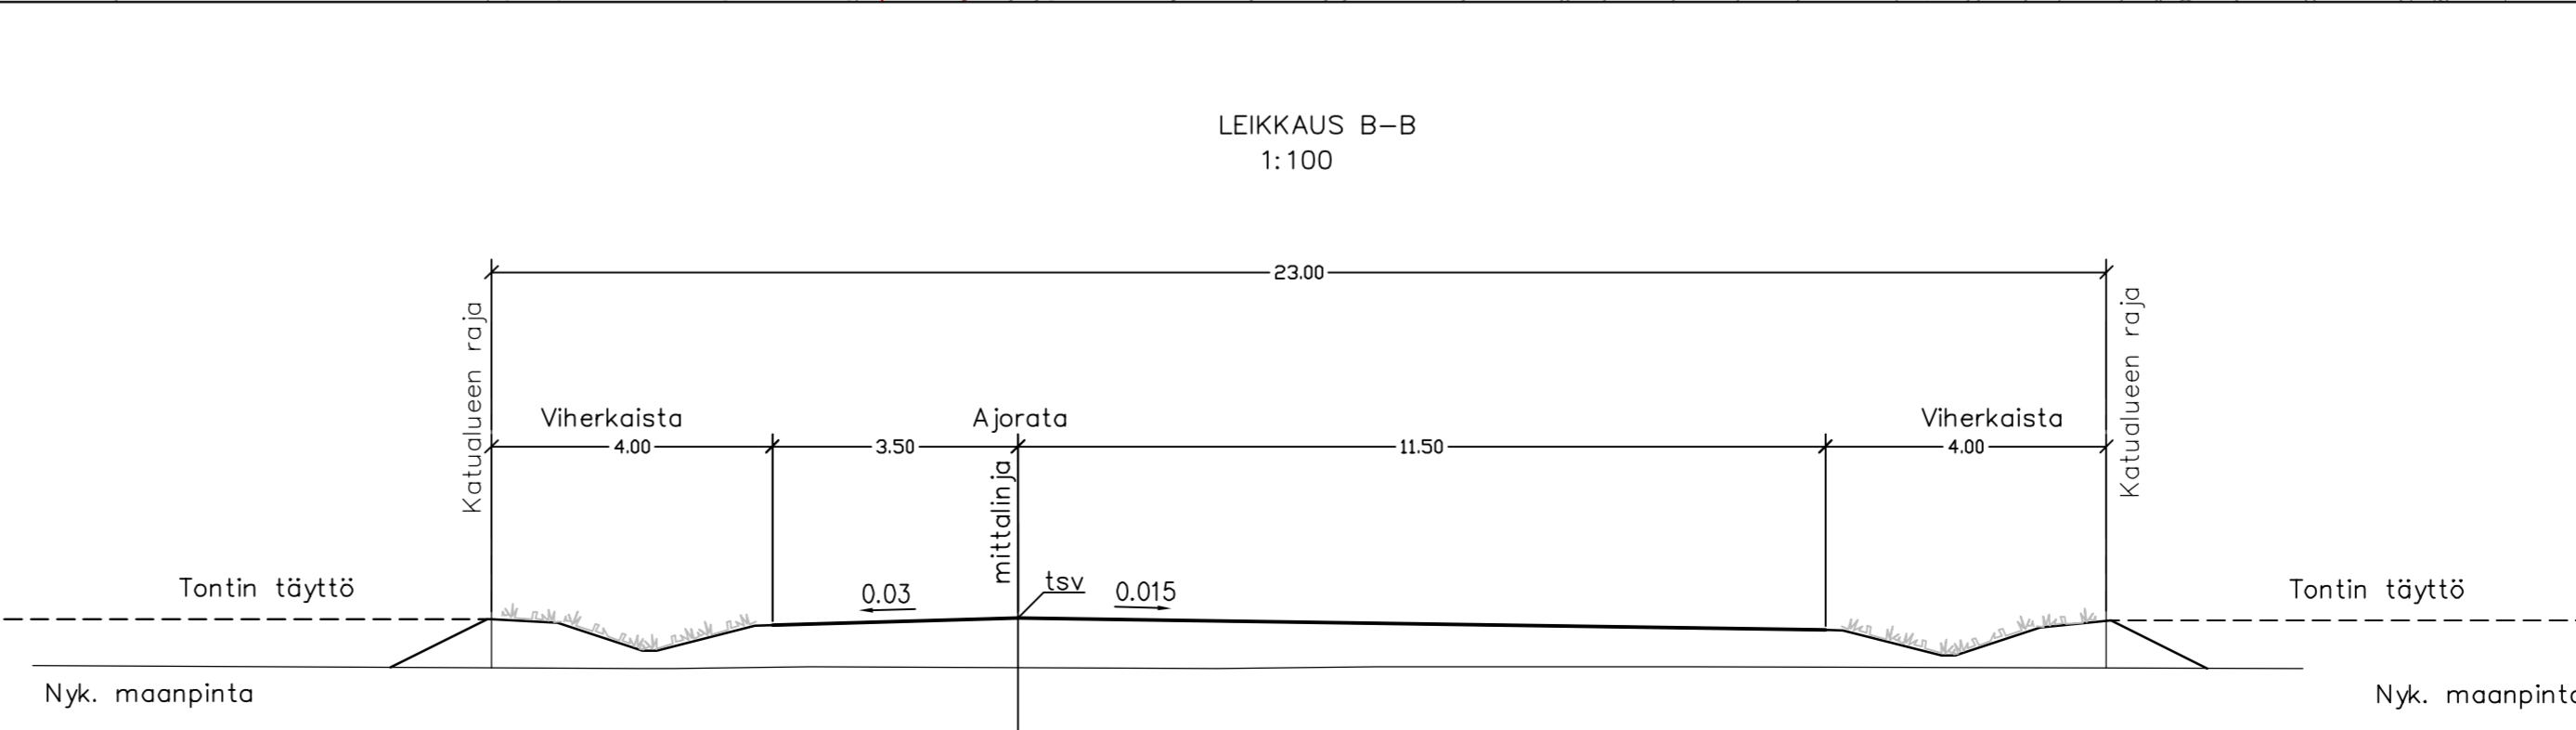 LEIKKAUS B-B
1:100
23.00
Katualueen raja
Katualueen raja
Viherkaista
Ajorata
Viherkaista
4.00
3.50
11.50
4.00
mittalinja
Tontin täyttö
0.03
tsv
0.015
Tontin täyttö
Nyk. maanpinta
Nyk. maanpinta